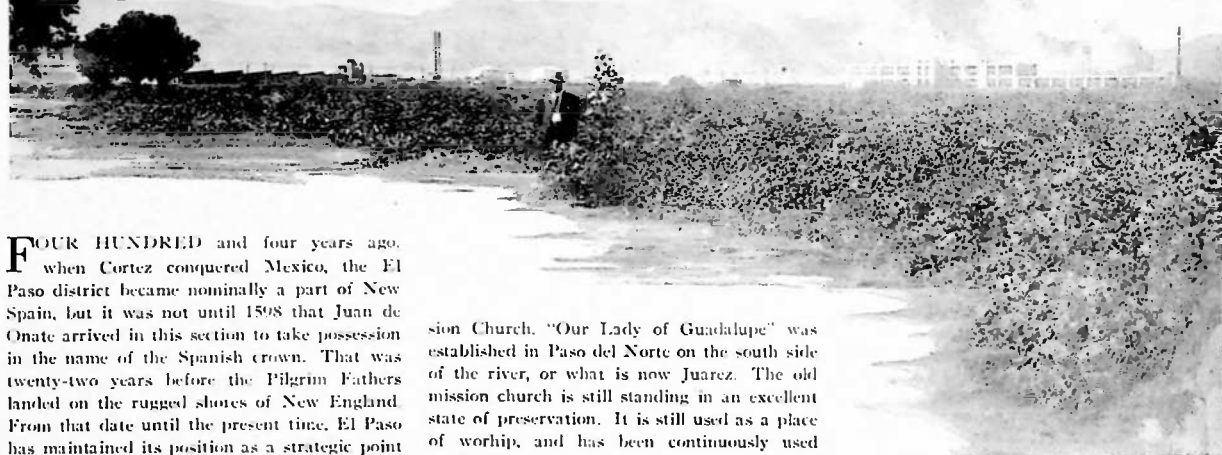 FOUR HUNDRED and four years ago,
when Cortez conquered Mexico, the El
Paso district became nominally a part of New
Spain, but it was not until 1598 that Juan de
Onate arrived in this section to take possession
in the name of the Spanish crown. That was
twenty-two years before the Pilgrim Fathers
landed on the rugged shores of New England.
From that date until the present time, El Paso
has maintained its position as a strategic point
sion Church. "Our Lady of Guadalupe" was
established in Paso del Norte on the south side
of the river, or what is now Juarez. The old
mission church is still standing in an excellent
state of preservation. It is still used as a place
of worhip, and has been continuously used